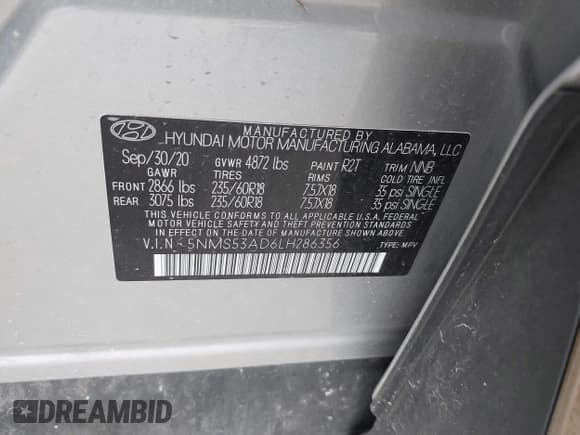 MANUFACTURED BY
HYUNDAI MOTOR MANUFACTURING ALABAMA, LLC
Sep/30/20 GVWR 4872 lbs PAINT R2T TRIM NNB
GAWR TIRES RIMS COLD TIRE INFL.
FRONT 2866 lbs 235/60R18 7.5JX18 35 psi SINGLE
REAR 3075 lbs 235/60R18 7.5JX18 35 psi SINGLE
THIS VEHICLE CONFORMS TO ALL APPLICABLE U.S.A. FEDERAL
MOTOR VEHICLE SAFETY AND THEFT PREVENTION STANDARDS
IN EFFECT ON THE DATE OF MANUFACTURE SHOWN ABOVE.
V.I.N - 5NMS53AD6LH286356 TYPE: MPV
DREAMBID